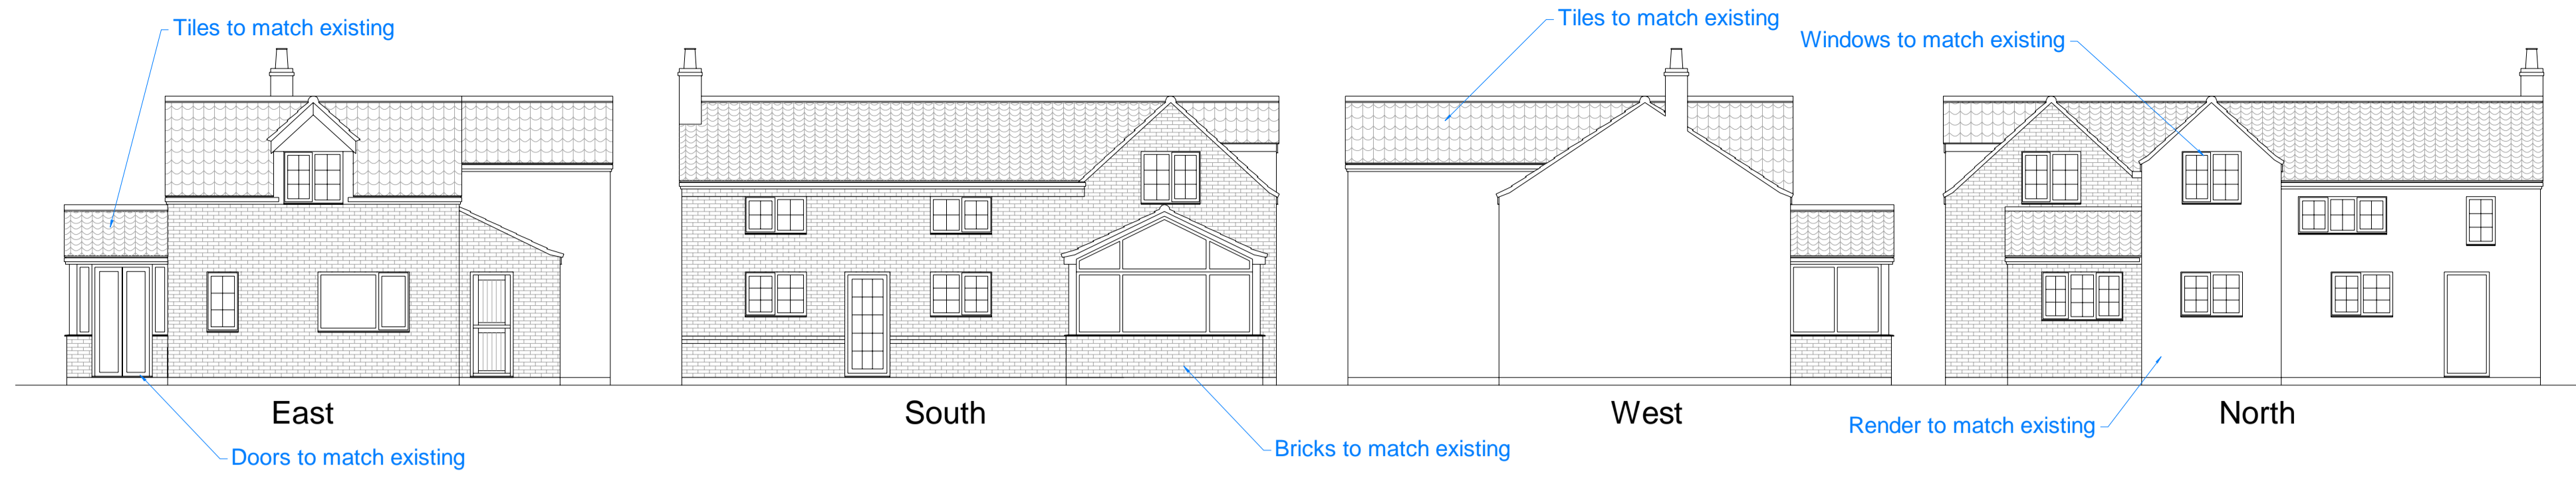 Tiles to match existing
Tiles to match existing
Windows to match existing
East
South
West
North
Render to match existing
Bricks to match existing
Doors to match existing